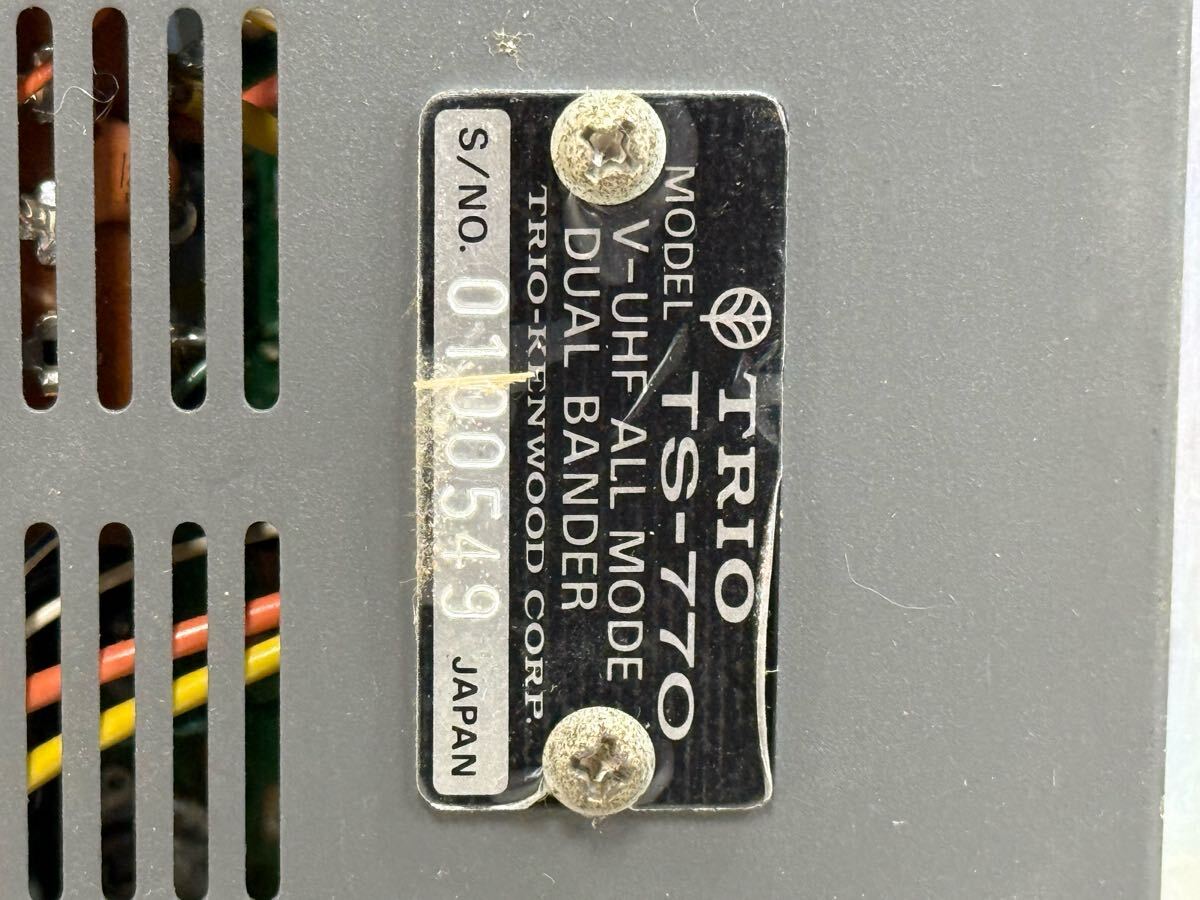 TRIO
MODEL TS-770
V-UHF ALL MODE
DUAL BANDER
TRIO-KENWOOD CORP.
S/NO. 0100549 JAPAN